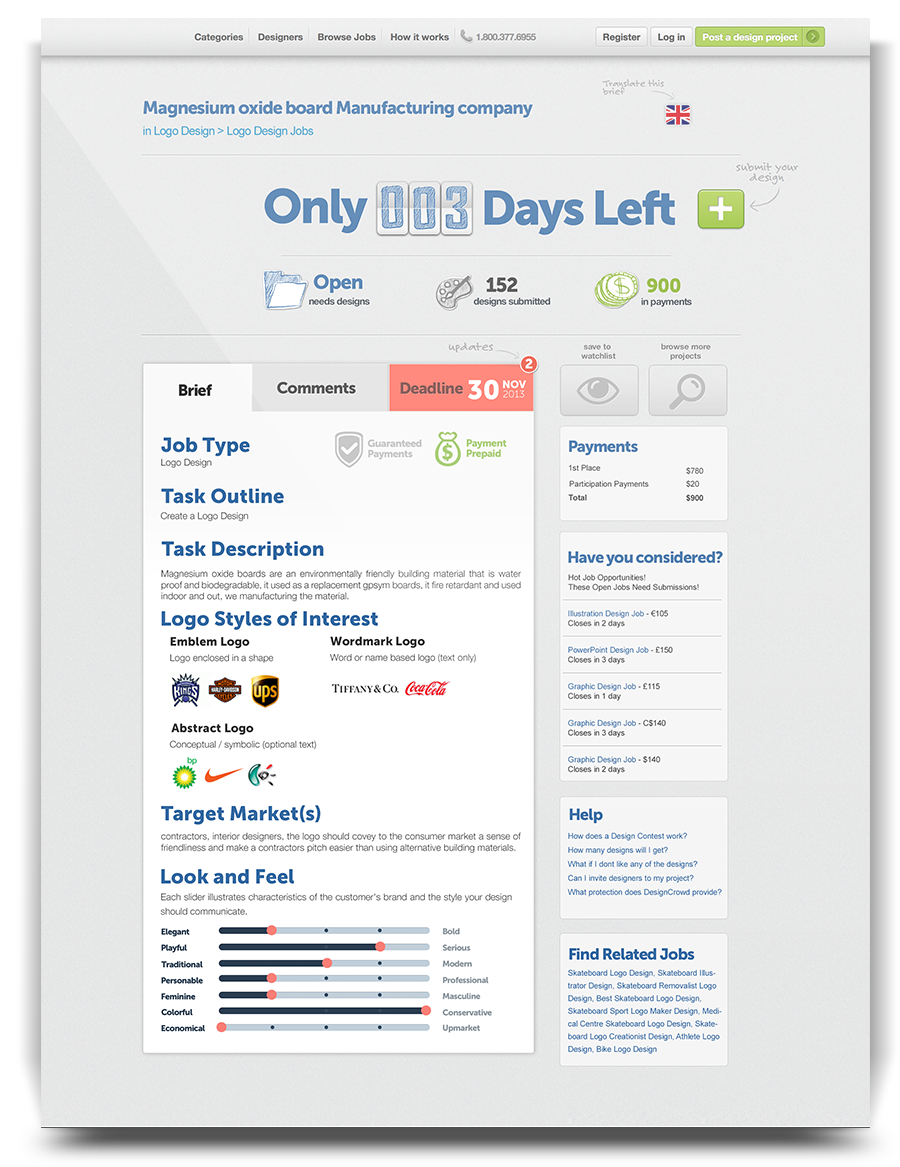 Categories Designers Browse Jobs How it works 1.800.377.6955 Register Log in Post a design project
Translate this
brief
Magnesium oxide board Manufacturing company
in Logo Design > Logo Design Jobs
submit your
design
Only 003 Days Left +
Open
needs designs
152
designs submitted
900
in payments
updates
2
save to
watchlist
browse more
projects
Brief Comments Deadline 30 NOV
2013
Job Type
Logo Design
Guaranteed
Payments
Payment
Prepaid
Task Outline
Create a Logo Design
Task Description
Magnesium oxide boards are an environmentally friendly building material that is water
proof and biodegradable, it used as a replacement gpsym boards, it fire retardant and used
indoor and out, we manufacturing the material.
Logo Styles of Interest
Emblem Logo
Logo enclosed in a shape
KINGS HARLEY-DAVIDSON CYCLES ups
Wordmark Logo
Word or name based logo (text only)
TIFFANY & CO. Coca-Cola
Abstract Logo
Conceptual / symbolic (optional text)
bp
Target Market(s)
contractors, interior designers, the logo should covey to the consumer market a sense of
friendliness and make a contractors pitch easier than using alternative building materials.
Look and Feel
Each slider illustrates characteristics of the customer's brand and the style your design
should communicate.
Elegant Bold
Playful Serious
Traditional Modern
Personable Professional
Feminine Masculine
Colorful Conservative
Economical Upmarket
Payments
1st Place $780
Participation Payments $20
Total $900
Have you considered?
Hot Job Opportunities!
These Open Jobs Need Submissions!
Illustration Design Job - €105
Closes in 2 days
PowerPoint Design Job - £150
Closes in 3 days
Graphic Design Job - £115
Closes in 1 day
Graphic Design Job - C$140
Closes in 3 days
Graphic Design Job - $140
Closes in 2 days
Help
How does a Design Contest work?
How many designs will I get?
What if I dont like any of the designs?
Can I invite designers to my project?
What protection does DesignCrowd provide?
Find Related Jobs
Skateboard Logo Design, Skateboard Illus-
trator Design, Skateboard Removalist Logo
Design, Best Skateboard Logo Design,
Skateboard Sport Logo Maker Design, Medi-
cal Centre Skateboard Logo Design, Skate-
board Logo Creationist Design, Athlete Logo
Design, Bike Logo Design